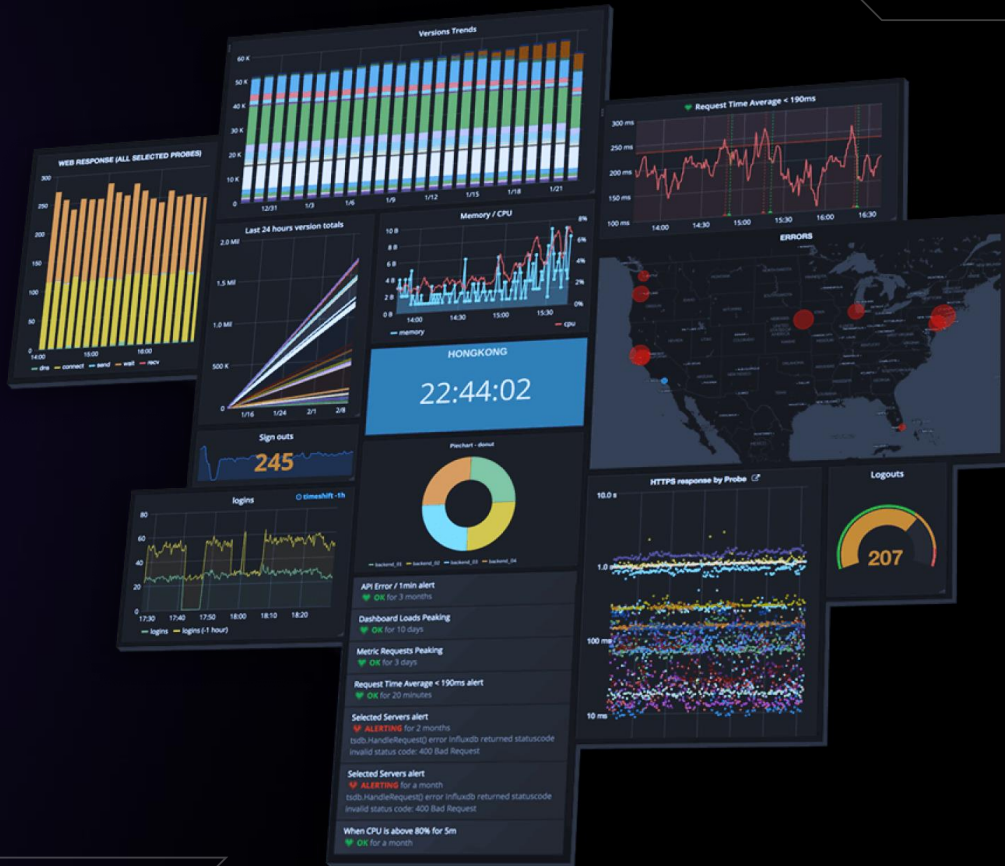 Versions Trends
60 K
50 K
40 K
30 K
20 K
10 K
0
12/31
1/3
1/6
1/9
1/12
1/15
1/18
1/21
Request Time Average < 190ms
300 ms
250 ms
200 ms
150 ms
100 ms
14:00
14:30
15:00
15:30
16:00
16:30
WEB RESPONSE (ALL SELECTED PROBES)
300
250
150
100
50
0
14:00
15:00
16:00
dns connect send wait recv
Last 24 hours version totals
2.0 Mil
1.5 Mil
1.0 Mil
500 K
0
1/16
1/24
2/1
2/8
Memory / CPU
10 B
8 B
6 B
4 B
2 B
0 B
8%
6%
4%
2%
0%
14:00
14:30
15:00
15:30
memory
cpu
ERRORS
HONGKONG
22:44:02
Sign outs
245
Piechart - donut
backend_01 backend_02 backend_03 backend_04
logins
timeshift -1h
80
60
40
20
0
17:30
17:40
17:50
18:00
18:10
18:20
logins logins (-1 hour)
HTTPS response by Probe
10.0 s
1.0
100 ms
10 ms
Logouts
207
API Error / 1min alert
OK for 3 months
Dashboard Loads Peaking
OK for 10 days
Metric Requests Peaking
OK for 3 days
Request Time Average < 190ms alert
OK for 20 minutes
Selected Servers alert
ALERTING for 2 months
tsdb.HandleRequest() error Influxdb returned statuscode
invalid status code: 400 Bad Request
Selected Servers alert
ALERTING for a month
tsdb.HandleRequest() error Influxdb returned statuscode
invalid status code: 400 Bad Request
When CPU is above 80% for 5m
OK for a month